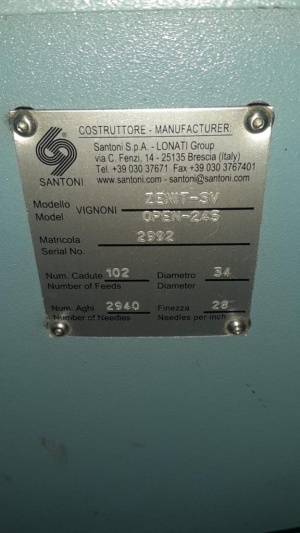 COSTRUTTORE - MANUFACTURER:
Santoni S.p.A. - LONATI Group
via C. Fenzi, 14 - 25135 Brescia (Italy)
Tel. +39 030 37671 Fax +39 030 3767401
www.santoni.com - santoni@santoni.com
SANTONI
Modello
Model VIGNONI ZENIT-SV
OPEN-246
Matricola 2992
Serial No.
Num. Cadute 102 Diametro 34
Number of Feeds Diameter
Num. Aghi 2940 Finezza 28
Number of Needles Needles per inch